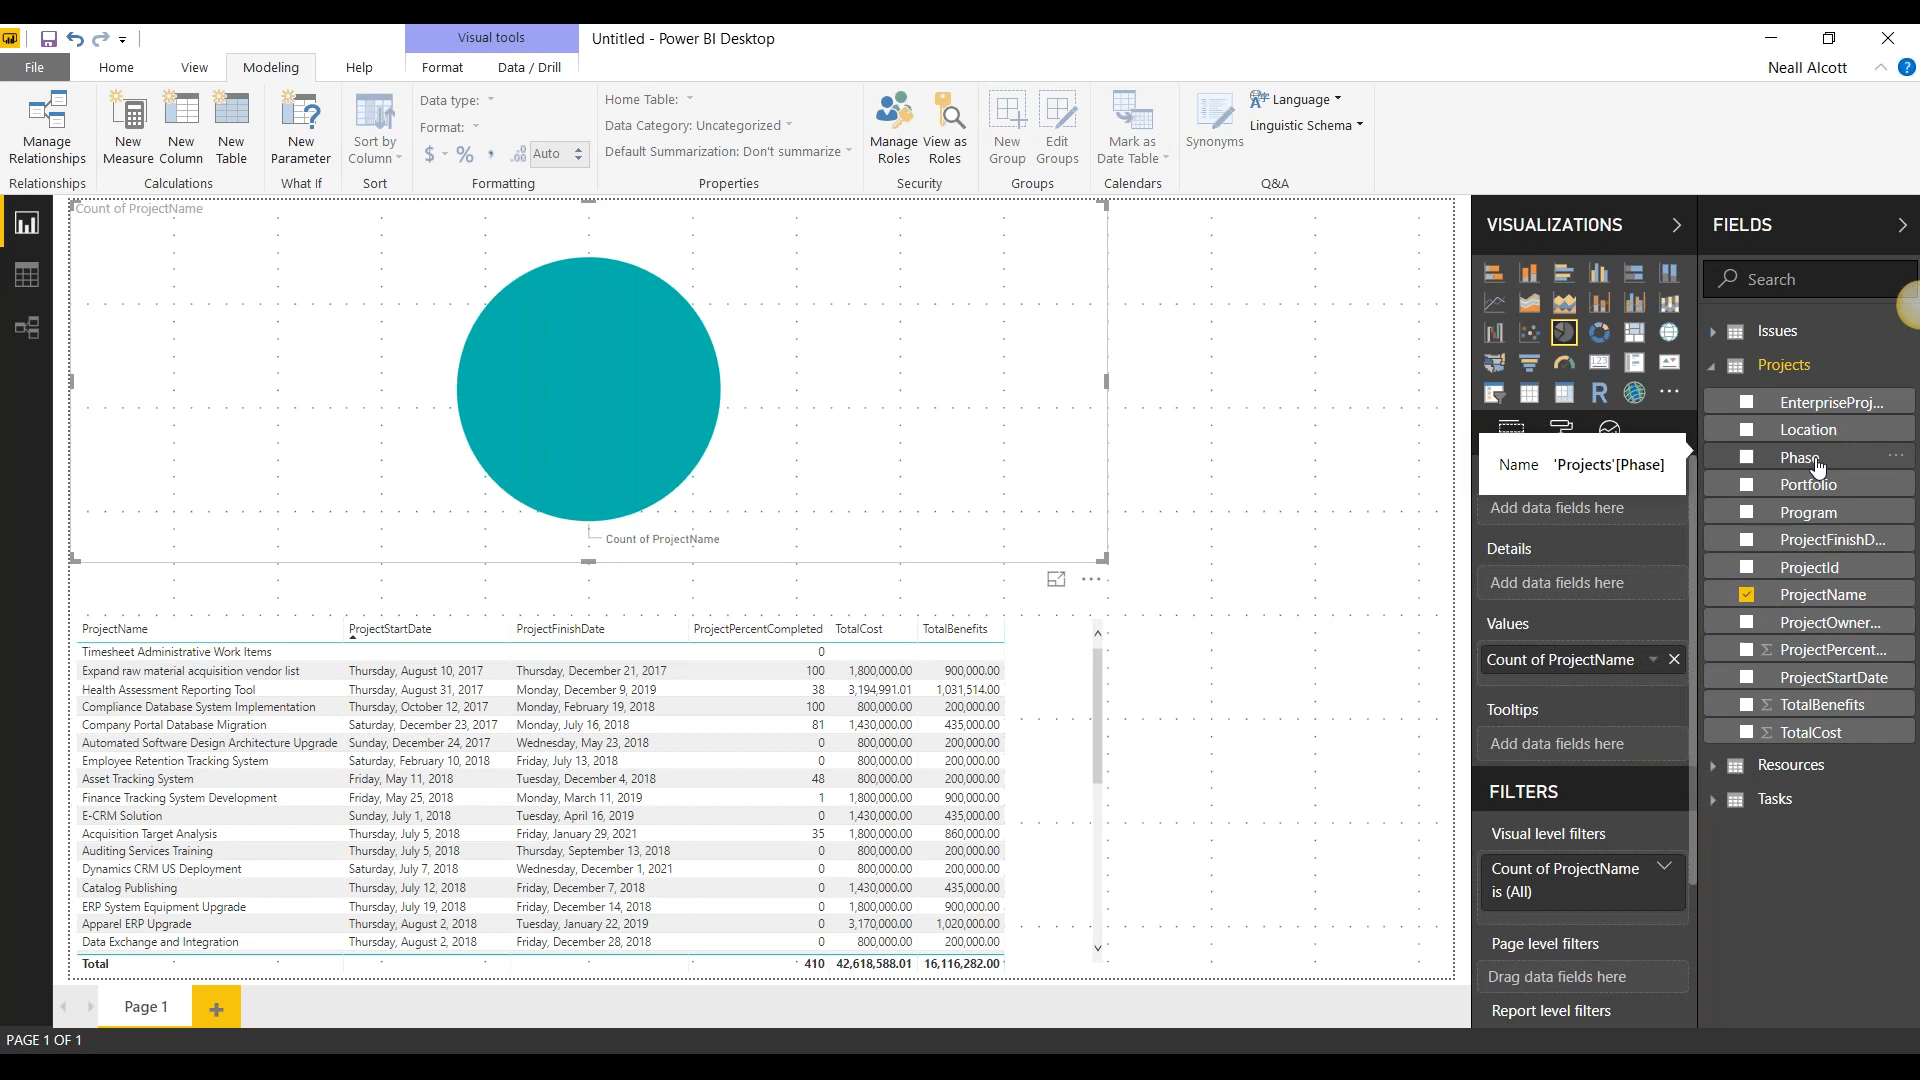 Visual tools
Untitled - Power BI Desktop
File
Home
View
Modeling
Help
Format
Data / Drill
Neall Alcott
?
Manage Relationships
New Measure
New Column
New Table
New Parameter
Sort by Column
Data type:
Format:
$ % , Auto
Home Table:
Data Category: Uncategorized
Default Summarization: Don't summarize
Manage Roles
View as Roles
New Group
Edit Groups
Mark as Date Table
Synonyms
Language
Linguistic Schema
Relationships
Calculations
What If
Sort
Formatting
Properties
Security
Groups
Calendars
Q&A
Count of ProjectName
Count of ProjectName
ProjectName ProjectStartDate ProjectFinishDate ProjectPercentCompleted TotalCost TotalBenefits
Timesheet Administrative Work Items 0
Expand raw material acquisition vendor list Thursday, August 10, 2017 Thursday, December 21, 2017 100 1,800,000.00 900,000.00
Health Assessment Reporting Tool Thursday, August 31, 2017 Monday, December 9, 2019 38 3,194,991.01 1,031,514.00
Compliance Database System Implementation Thursday, October 12, 2017 Monday, February 19, 2018 100 800,000.00 200,000.00
Company Portal Database Migration Saturday, December 23, 2017 Monday, July 16, 2018 81 1,430,000.00 435,000.00
Automated Software Design Architecture Upgrade Sunday, December 24, 2017 Wednesday, May 23, 2018 0 800,000.00 200,000.00
Employee Retention Tracking System Saturday, February 10, 2018 Friday, July 13, 2018 0 800,000.00 200,000.00
Asset Tracking System Friday, May 11, 2018 Tuesday, December 4, 2018 48 800,000.00 200,000.00
Finance Tracking System Development Friday, May 25, 2018 Monday, March 11, 2019 1 1,800,000.00 900,000.00
E-CRM Solution Sunday, July 1, 2018 Tuesday, April 16, 2019 0 1,430,000.00 435,000.00
Acquisition Target Analysis Thursday, July 5, 2018 Friday, January 29, 2021 35 1,800,000.00 860,000.00
Auditing Services Training Thursday, July 5, 2018 Thursday, September 13, 2018 0 800,000.00 200,000.00
Dynamics CRM US Deployment Saturday, July 7, 2018 Wednesday, December 1, 2021 0 800,000.00 200,000.00
Catalog Publishing Thursday, July 12, 2018 Friday, December 7, 2018 0 1,430,000.00 435,000.00
ERP System Equipment Upgrade Thursday, July 19, 2018 Friday, December 14, 2018 0 1,800,000.00 900,000.00
Apparel ERP Upgrade Thursday, August 2, 2018 Tuesday, January 22, 2019 0 3,170,000.00 1,020,000.00
Data Exchange and Integration Thursday, August 2, 2018 Friday, December 28, 2018 0 800,000.00 200,000.00
Total 410 42,618,588.01 16,116,282.00
Page 1
PAGE 1 OF 1
VISUALIZATIONS
123
R
Name 'Projects'[Phase]
Add data fields here
Details
Add data fields here
Values
Count of ProjectName
Tooltips
Add data fields here
FILTERS
Visual level filters
Count of ProjectName
is (All)
Page level filters
Drag data fields here
Report level filters
FIELDS
Search
Issues
Projects
EnterpriseProj...
Location
Phase
Portfolio
Program
ProjectFinishD...
ProjectId
ProjectName
ProjectOwner...
Σ ProjectPercent...
ProjectStartDate
Σ TotalBenefits
Σ TotalCost
Resources
Tasks